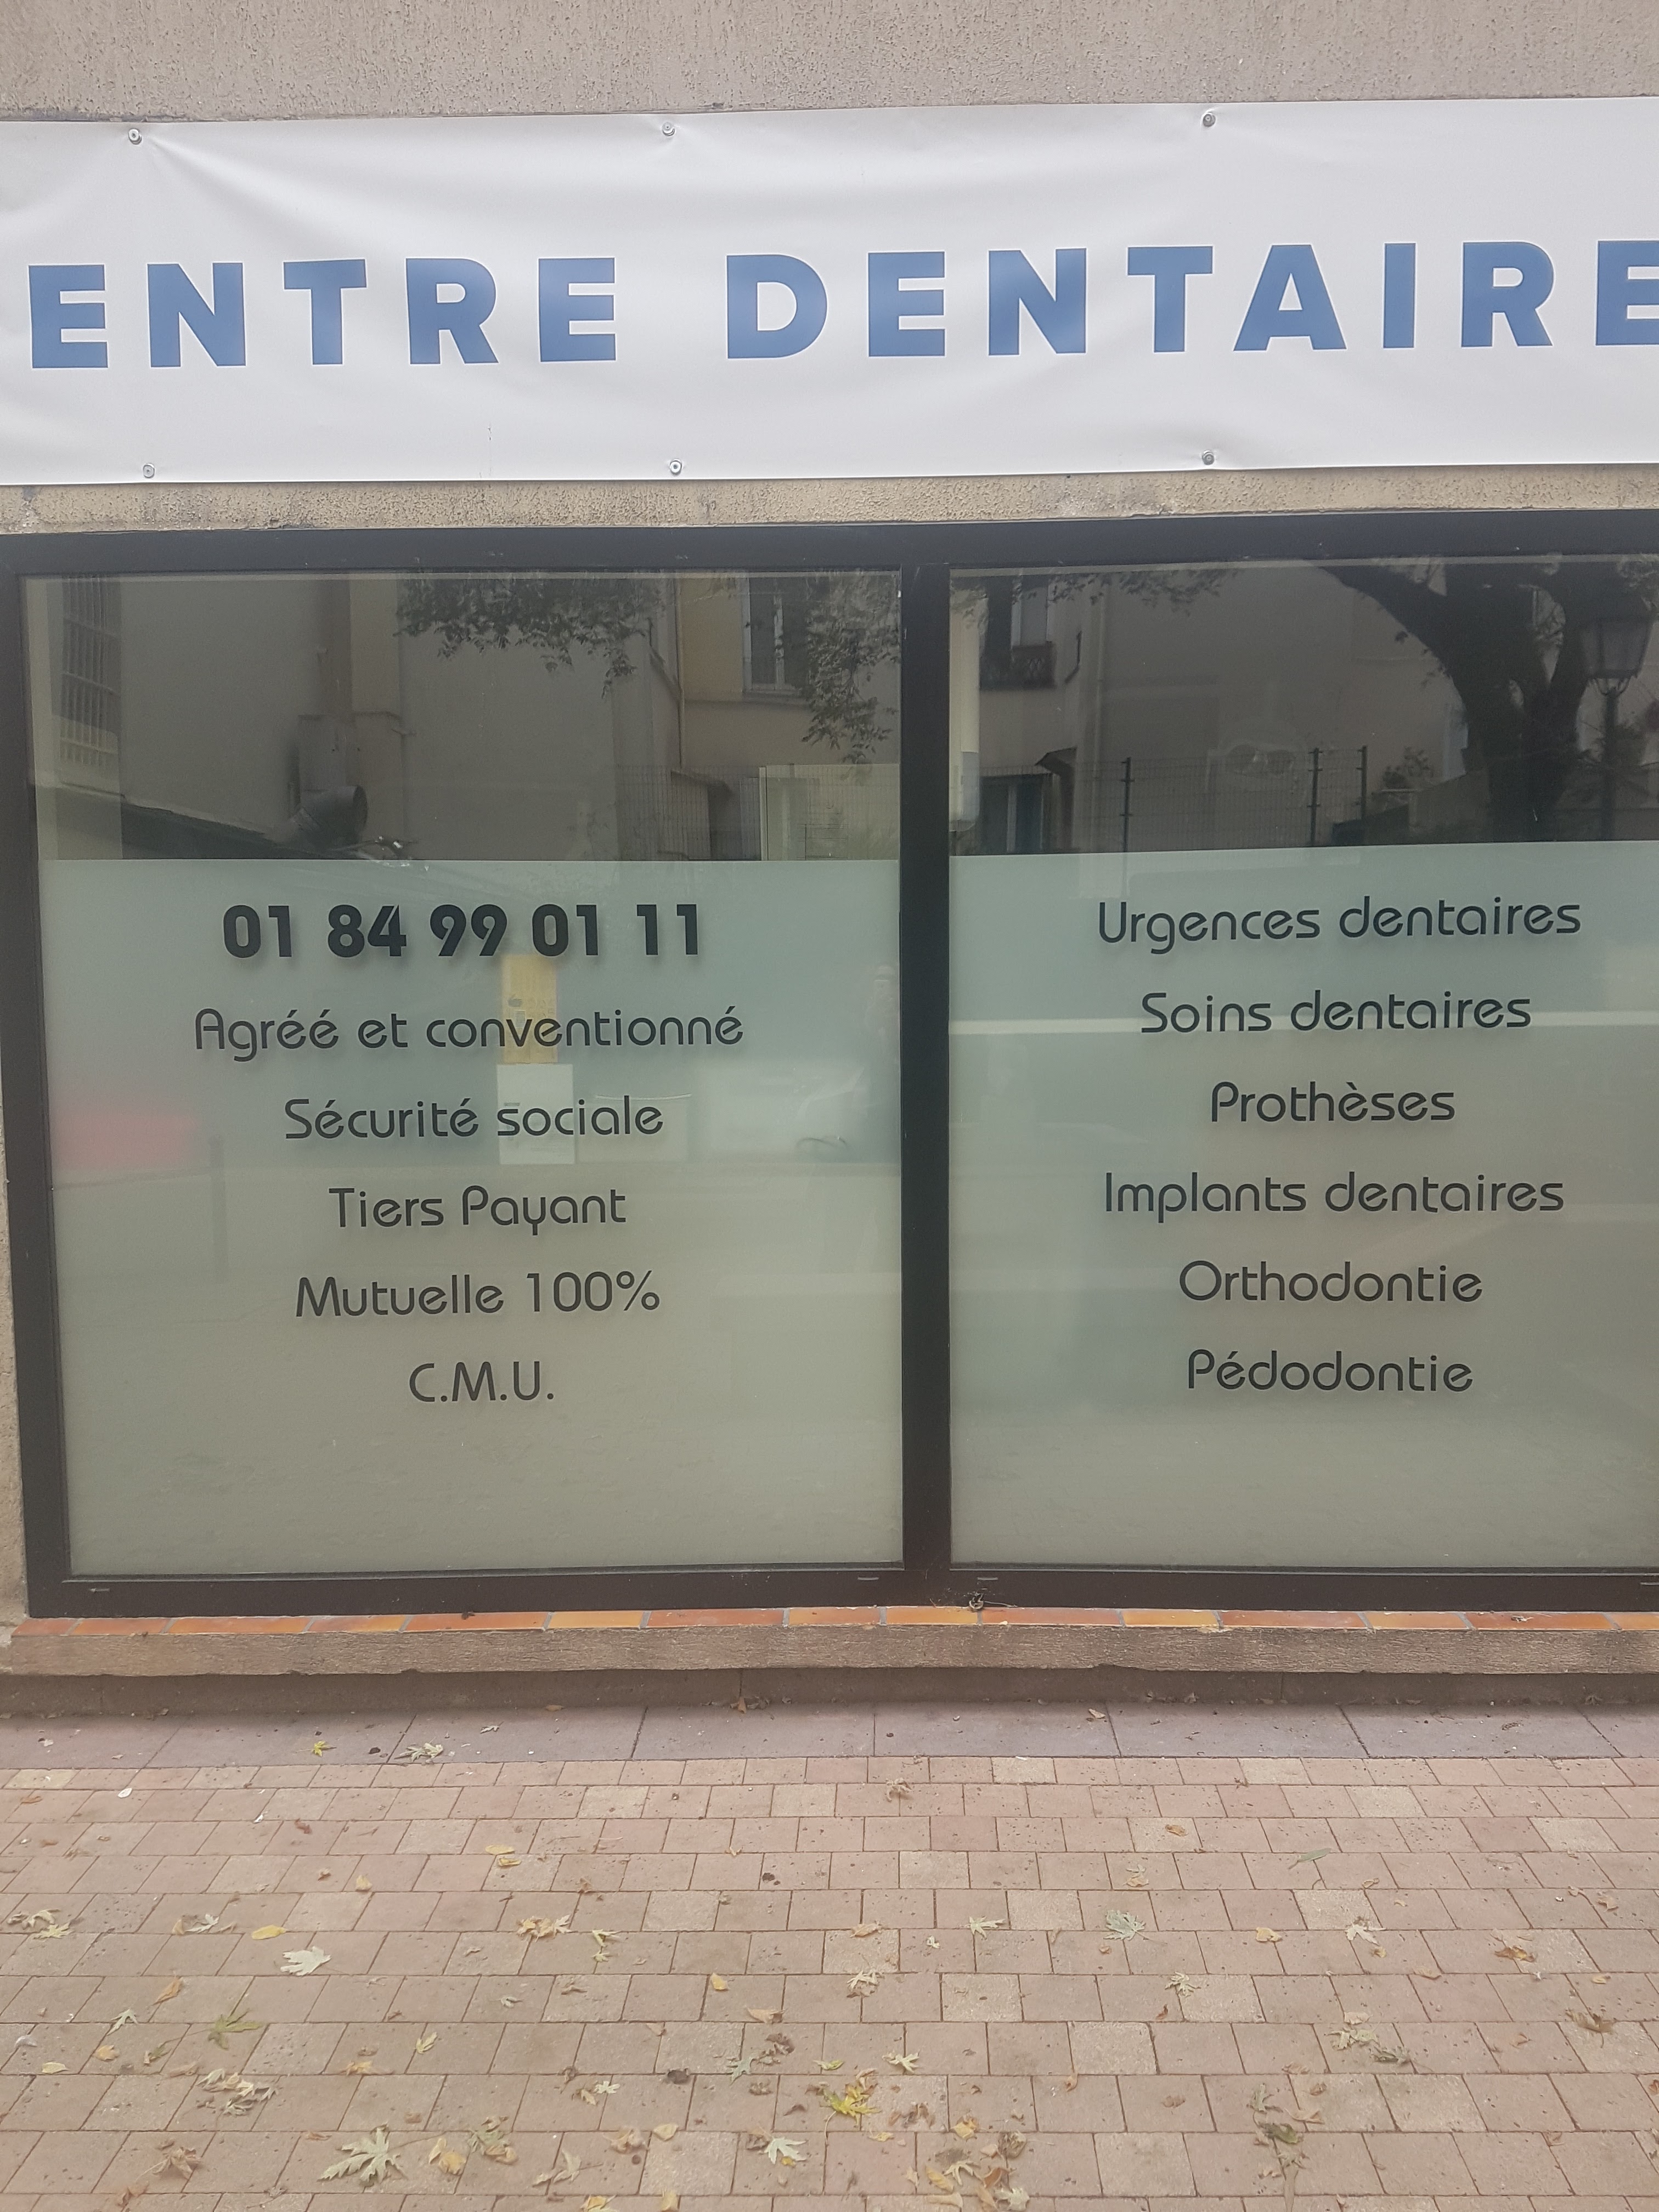 ENTRE DENTAIRE
01 84 99 01 11
Agréé et conventionné
Sécurité sociale
Tiers Payant
Mutuelle 100%
C.M.U.
Urgences dentaires
Soins dentaires
Prothèses
Implants dentaires
Orthodontie
Pédodontie